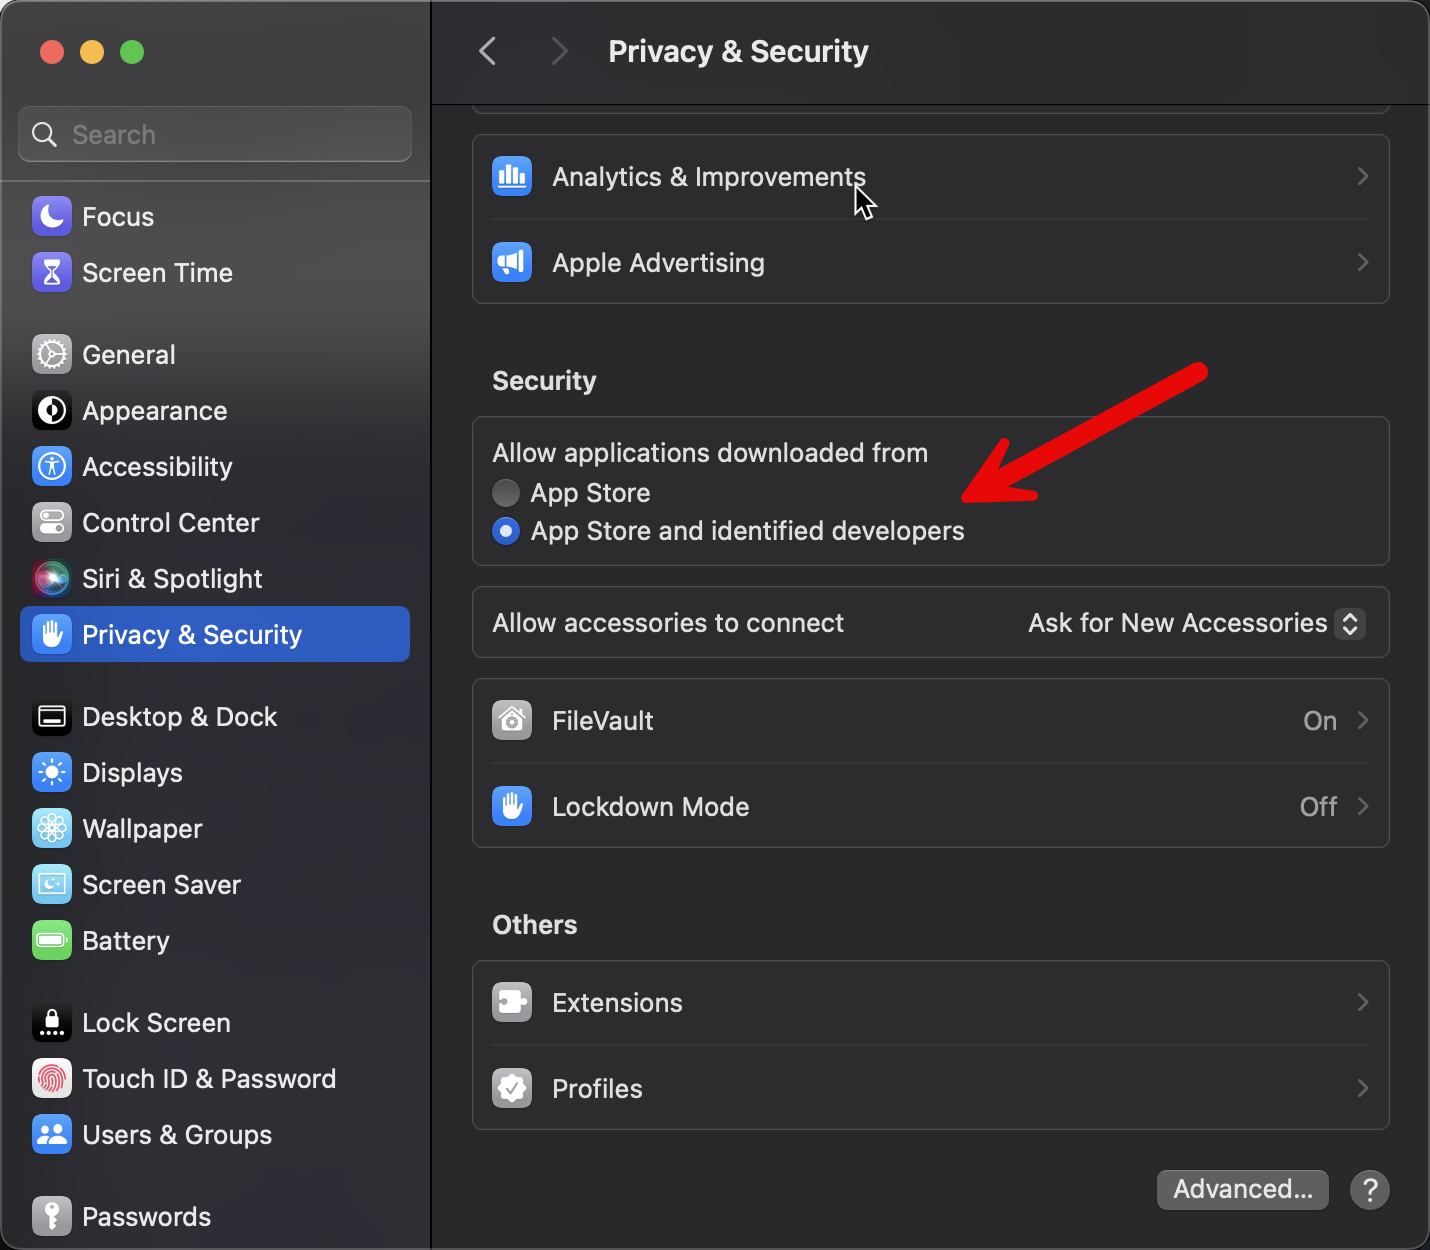 Search
Focus
Screen Time
General
Appearance
Accessibility
Control Center
Siri & Spotlight
Privacy & Security
Desktop & Dock
Displays
Wallpaper
Screen Saver
Battery
Lock Screen
Touch ID & Password
Users & Groups
Passwords
Privacy & Security
Analytics & Improvements
Apple Advertising
Security
Allow applications downloaded from
App Store
App Store and identified developers
Allow accessories to connect Ask for New Accessories
FileVault On
Lockdown Mode Off
Others
Extensions
Profiles
Advanced... ?